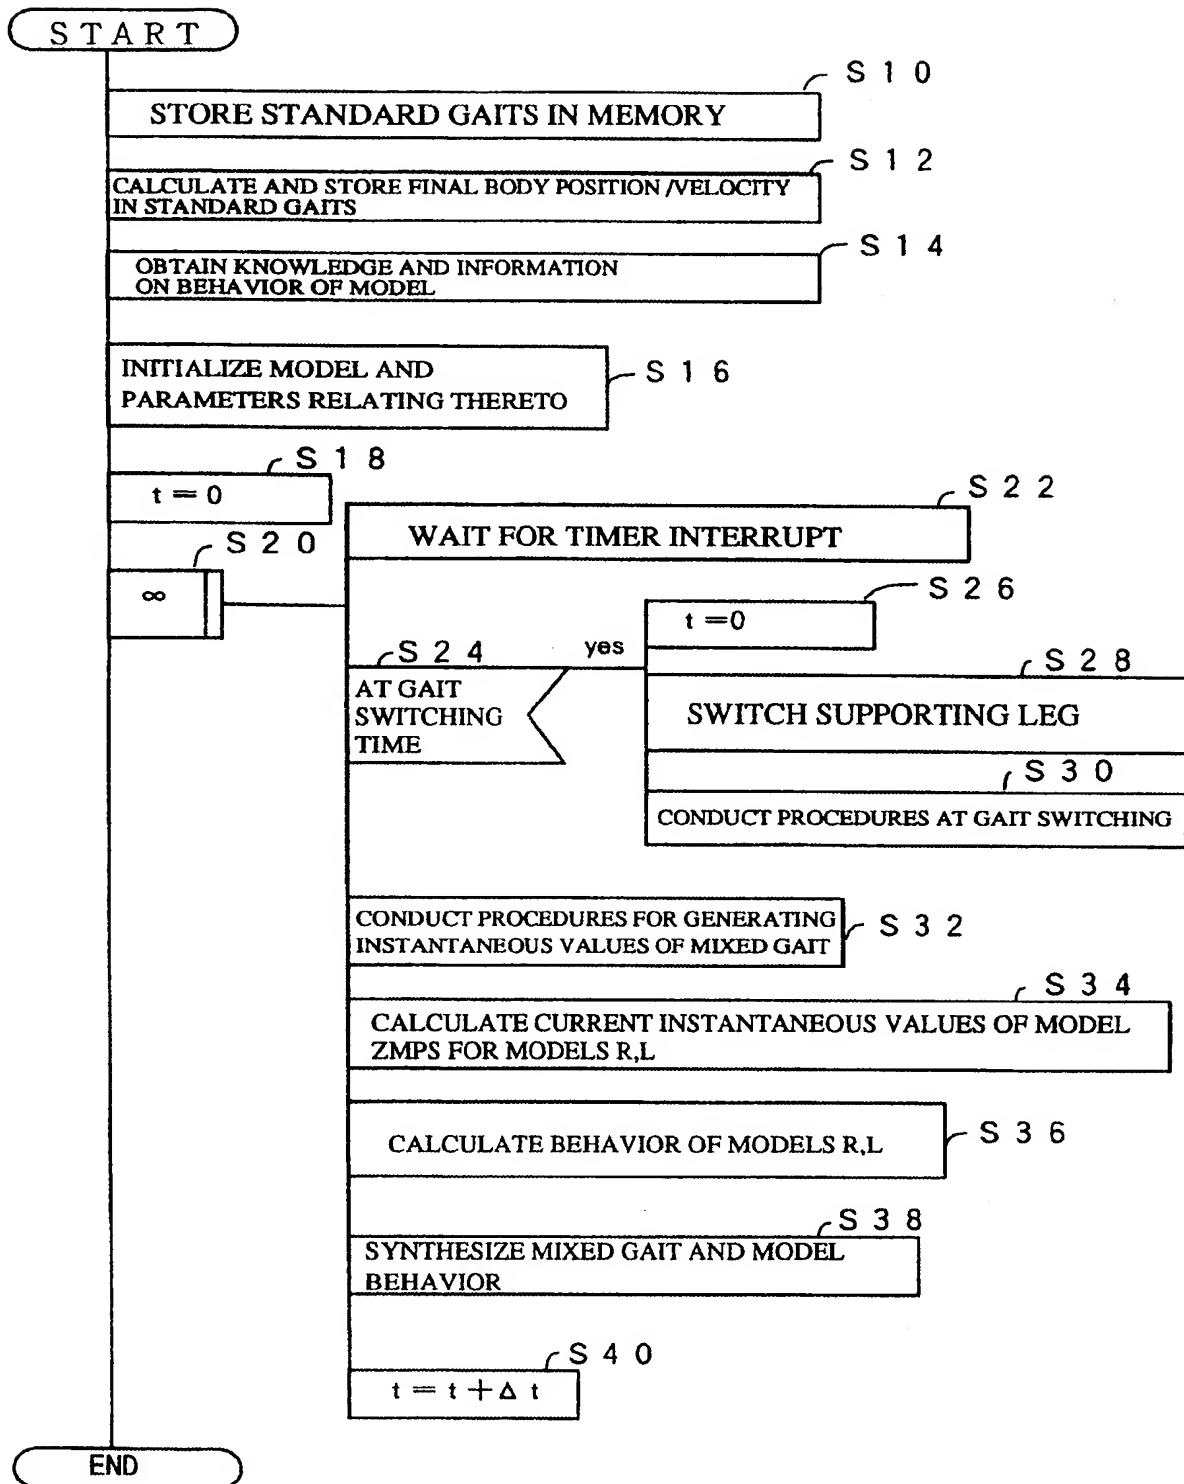 START
S10
STORE STANDARD GAITS IN MEMORY
S12
CALCULATE AND STORE FINAL BODY POSITION /VELOCITY
IN STANDARD GAITS
S14
OBTAIN KNOWLEDGE AND INFORMATION
ON BEHAVIOR OF MODEL
INITIALIZE MODEL AND
PARAMETERS RELATING THERETO
S16
S18
t = 0
S20
∞
S22
WAIT FOR TIMER INTERRUPT
S24
AT GAIT
SWITCHING
TIME
yes
S26
t = 0
S28
SWITCH SUPPORTING LEG
S30
CONDUCT PROCEDURES AT GAIT SWITCHING
CONDUCT PROCEDURES FOR GENERATING
INSTANTANEOUS VALUES OF MIXED GAIT
S32
S34
CALCULATE CURRENT INSTANTANEOUS VALUES OF MODEL
ZMPS FOR MODELS R,L
CALCULATE BEHAVIOR OF MODELS R,L
S36
S38
SYNTHESIZE MIXED GAIT AND MODEL
BEHAVIOR
S40
t = t + Δ t
END